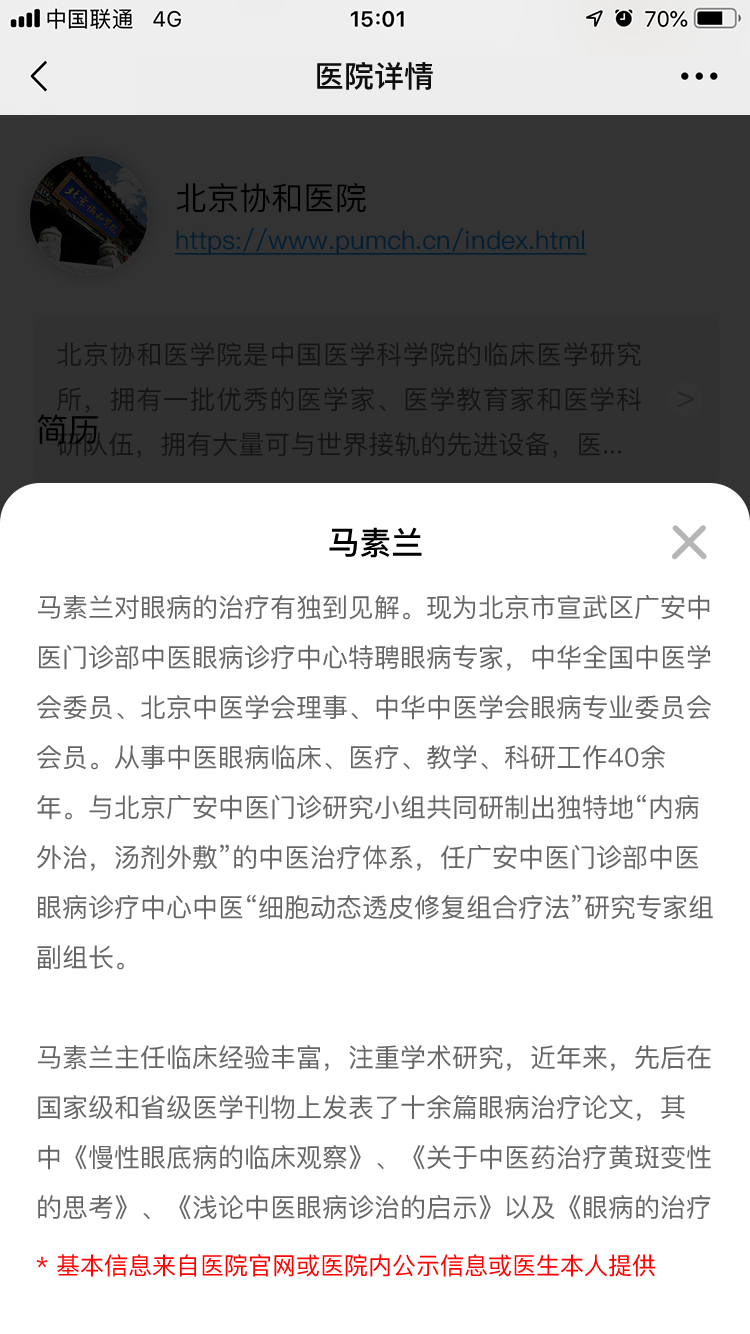 中国联通 4G 15:01 70%
医院详情
北京协和医院
https://www.pumch.cn/index.html
北京协和医学院是中国医学科学院的临床医学研究
所，拥有一批优秀的医学家、医学教育家和医学科 >
简历
研队伍，拥有大量可与世界接轨的先进设备，医...
马素兰
马素兰对眼病的治疗有独到见解。现为北京市宣武区广安中
医门诊部中医眼病诊疗中心特聘眼病专家，中华全国中医学
会委员、北京中医学会理事、中华中医学会眼病专业委员会
会员。从事中医眼病临床、医疗、教学、科研工作40余
年。与北京广安中医门诊研究小组共同研制出独特地“内病
外治，汤剂外敷”的中医治疗体系，任广安中医门诊部中医
眼病诊疗中心中医“细胞动态透皮修复组合疗法”研究专家组
副组长。
马素兰主任临床经验丰富，注重学术研究，近年来，先后在
国家级和省级医学刊物上发表了十余篇眼病治疗论文，其
中《慢性眼底病的临床观察》、《关于中医药治疗黄斑变性
的思考》、《浅论中医眼病诊治的启示》以及《眼病的治疗
* 基本信息来自医院官网或医院内公示信息或医生本人提供